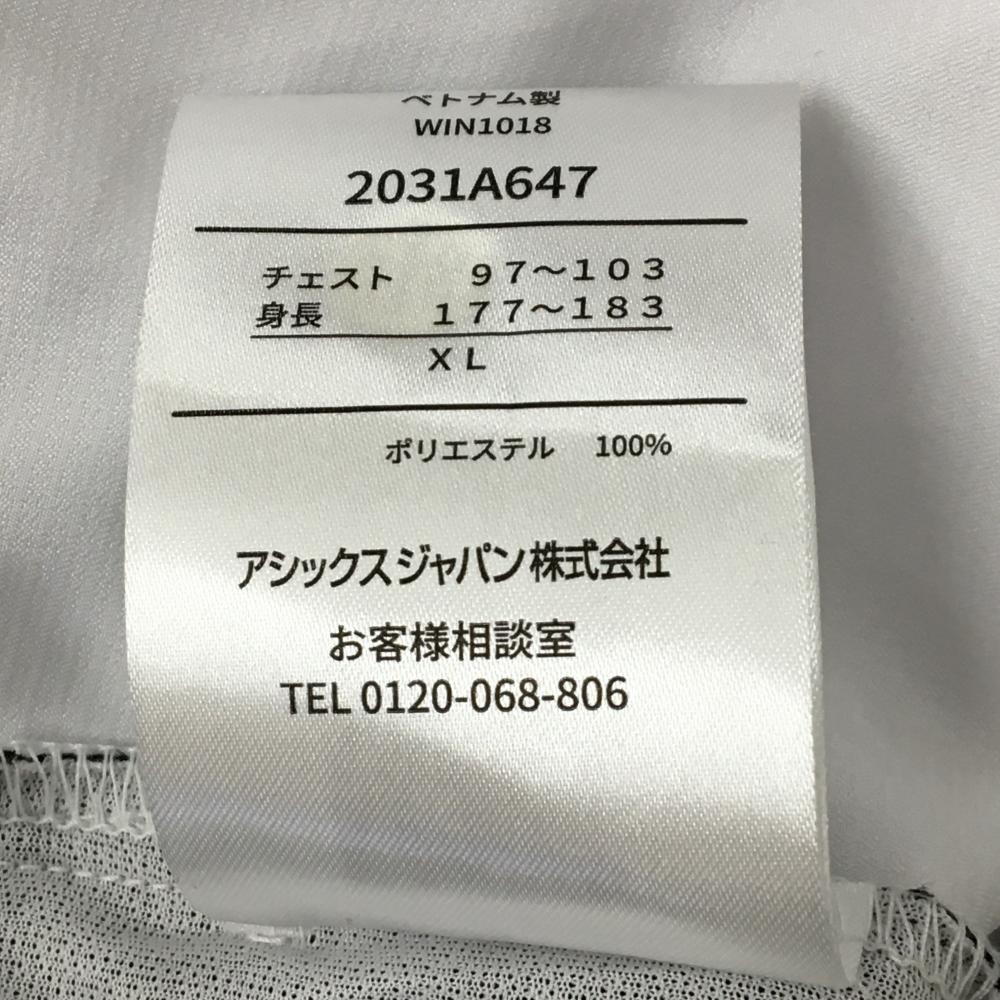 ベトナム製
WIN1018
2031A647
チェスト 97〜103
身長 177〜183
XL
ポリエステル 100%
アシックスジャパン株式会社
お客様相談室
TEL 0120-068-806